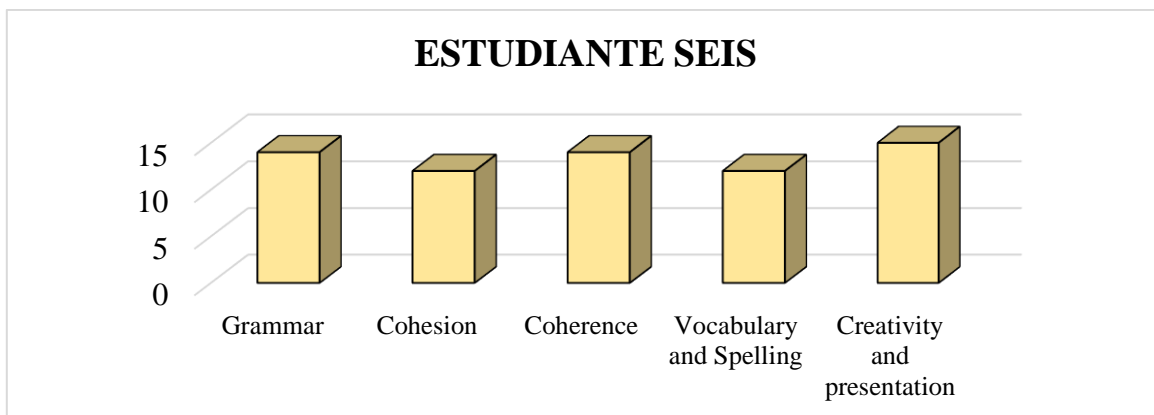 ESTUDIANTE SEIS
15
10
5
0
Grammar
Cohesion
Coherence
Vocabulary
and Spelling
Creativity
and
presentation